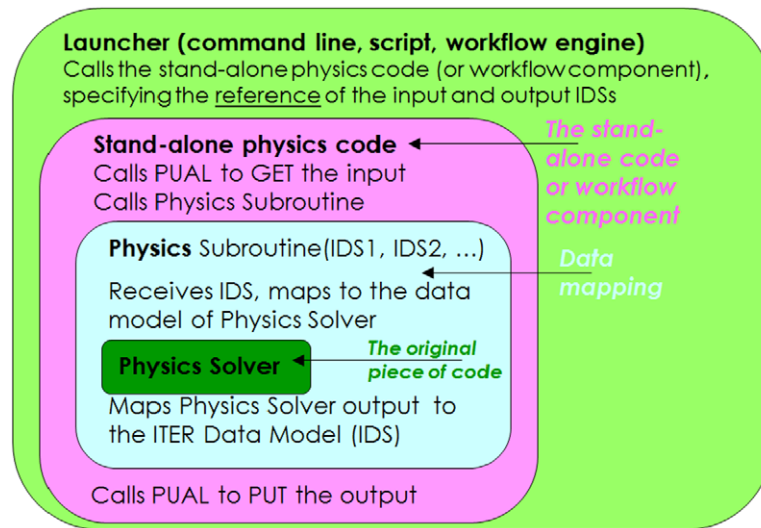 Launcher (command line, script, workflow engine)
Calls the stand-alone physics code (or workflow component),
specifying the reference of the input and output IDSs
Stand-alone physics code
Calls PUAL to GET the input
Calls Physics Subroutine
The stand-
alone code
or workflow
component
Physics Subroutine(IDS1, IDS2, ...)
Data
mapping
Receives IDS, maps to the data
model of Physics Solver
Physics Solver
The original
piece of code
Maps Physics Solver output to
the ITER Data Model (IDS)
Calls PUAL to PUT the output